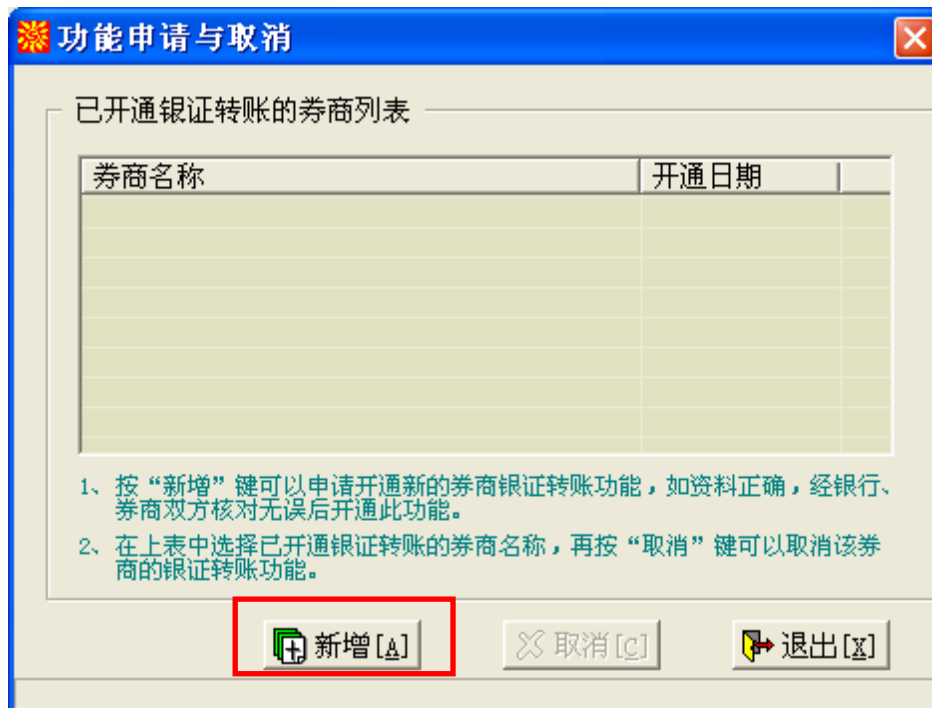 功能申请与取消
已开通银证转账的券商列表
券商名称 开通日期
1、按“新增”键可以申请开通新的券商银证转账功能，如资料正确，经银行、
券商双方核对无误后开通此功能。
2、在上表中选择已开通银证转账的券商名称，再按“取消”键可以取消该券
商的银证转账功能。
新增[A] 取消[C] 退出[X]